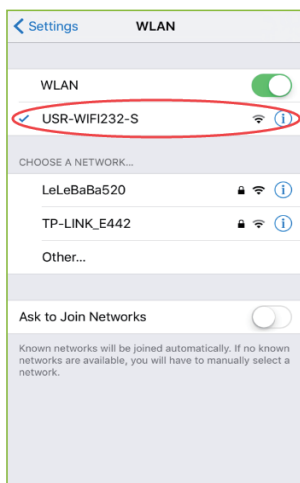 Settings WLAN
WLAN
USR-WIFI232-S
CHOOSE A NETWORK...
LeLeBaBa520
TP-LINK_E442
Other...
Ask to Join Networks
Known networks will be joined automatically. If no known
networks are available, you will have to manually select a
network.